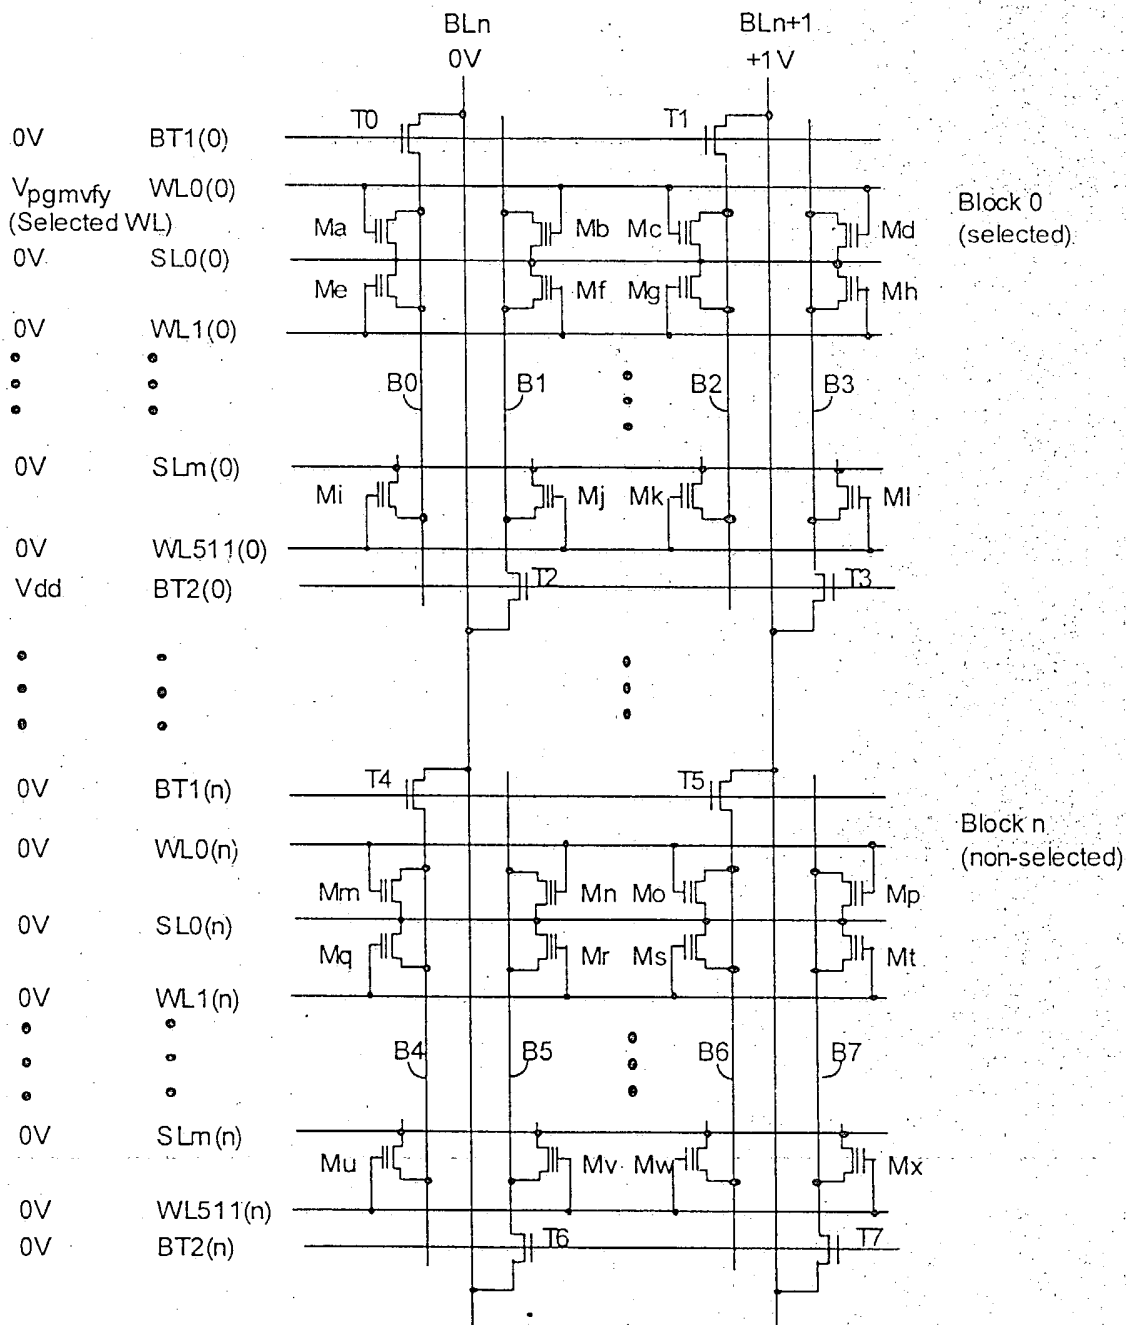 BLn BLn+1
0V +1V
T0 T1
0V BT1(0)
Vpgmvfy WL0(0)
(Selected WL)
Block 0
(selected)
Ma Mb Mc Md
0V SL0(0)
Me Mf Mg Mh
0V WL1(0)
B0 B1 B2 B3
0V SLm(0)
Mi Mj Mk Ml
0V WL511(0)
Vdd BT2(0) T2 T3
T4 T5
0V BT1(n)
0V WL0(n)
Block n
(non-selected)
Mm Mn Mo Mp
0V SL0(n)
Mq Mr Ms Mt
0V WL1(n)
B4 B5 B6 B7
0V SLm(n)
Mu Mv Mw Mx
0V WL511(n)
0V BT2(n) T6 T7